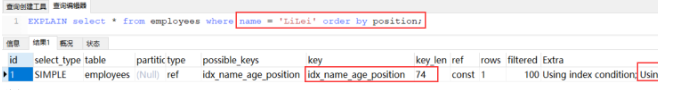 查询创建工具 查询编辑器
1 EXPLAIN select * from employees where name = 'LiLei' order by position;
信息 结果1 概况 状态
id select_type table partitic type possible_keys key key_len ref rows filtered Extra
1 SIMPLE employees (Null) ref idx_name_age_position idx_name_age_position 74 const 1 100 Using index condition; Usin